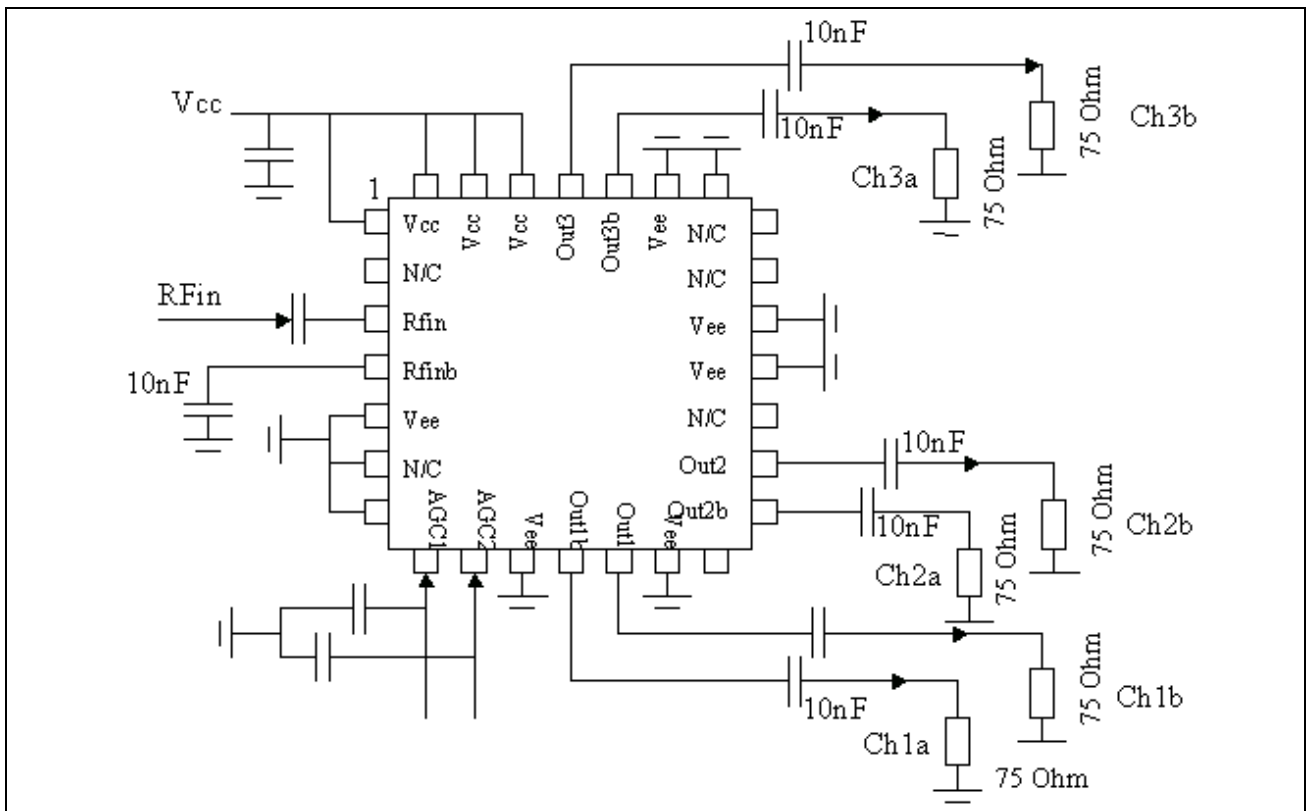 10nF
Vcc
10nF
75 Ohm
Ch3b
1
Ch3a
75 Ohm
Vcc
Vcc
Vcc
Out3
Out3b
Vee
N/C
N/C
N/C
RFin
Rfin
Vee
Rfinb
Vee
10nF
Vee
N/C
N/C
Out2
10nF
AGC1
AGC2
Vee
Out1b
Out1
Vee
Out2b
10nF
75 Ohm
Ch2b
Ch2a
75 Ohm
10nF
75 Ohm
Ch1b
Ch1a
75 Ohm